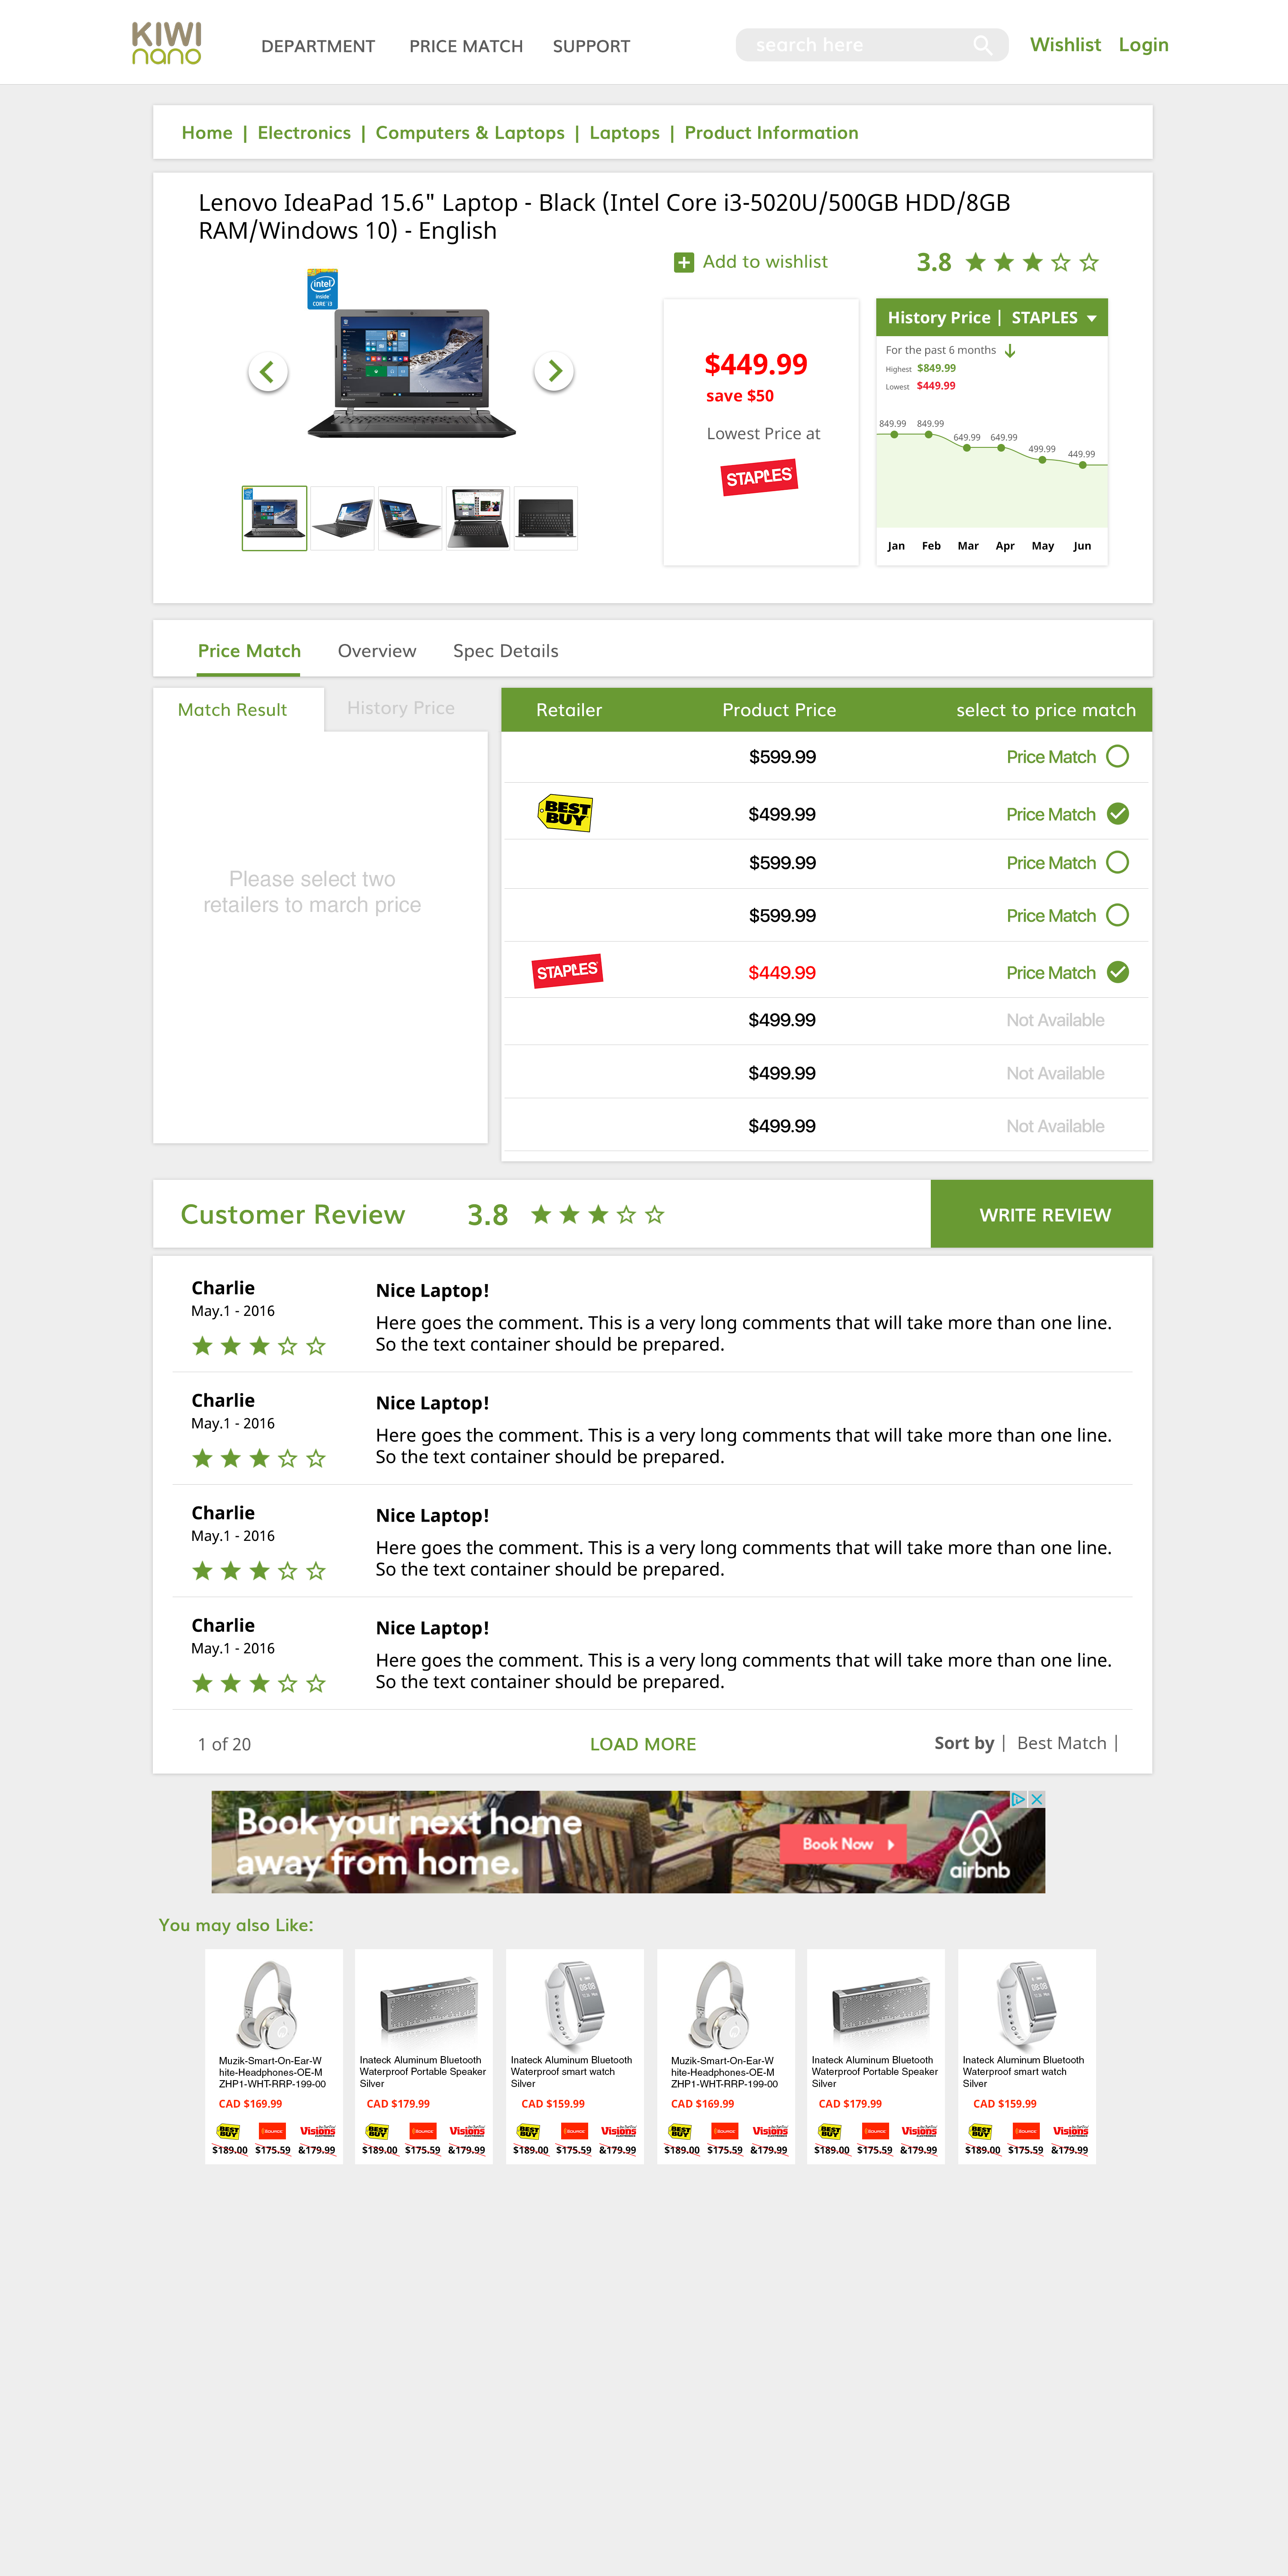 KIWI
nano
DEPARTMENT PRICE MATCH SUPPORT
search here
Wishlist Login
Home | Electronics | Computers & Laptops | Laptops | Product Information
Lenovo IdeaPad 15.6" Laptop - Black (Intel Core i3-5020U/500GB HDD/8GB
RAM/Windows 10) - English
Add to wishlist
3.8
intel
inside
CORE i3
$449.99
save $50
Lowest Price at
STAPLES
History Price | STAPLES
For the past 6 months
Highest $849.99
Lowest $449.99
849.99 849.99 649.99 649.99 499.99 449.99
Jan Feb Mar Apr May Jun
Price Match Overview Spec Details
Match Result History Price
Please select two
retailers to march price
Retailer Product Price select to price match
$599.99 Price Match
BEST BUY $499.99 Price Match
$599.99 Price Match
$599.99 Price Match
STAPLES $449.99 Price Match
$499.99 Not Available
$499.99 Not Available
$499.99 Not Available
Customer Review 3.8
WRITE REVIEW
Charlie
May.1 - 2016
Nice Laptop!
Here goes the comment. This is a very long comments that will take more than one line.
So the text container should be prepared.
Charlie
May.1 - 2016
Nice Laptop!
Here goes the comment. This is a very long comments that will take more than one line.
So the text container should be prepared.
Charlie
May.1 - 2016
Nice Laptop!
Here goes the comment. This is a very long comments that will take more than one line.
So the text container should be prepared.
Charlie
May.1 - 2016
Nice Laptop!
Here goes the comment. This is a very long comments that will take more than one line.
So the text container should be prepared.
1 of 20
LOAD MORE
Sort by | Best Match |
Book your next home
away from home.
Book Now
airbnb
You may also Like:
Muzik-Smart-On-Ear-W
hite-Headphones-OE-M
ZHP1-WHT-RRP-199-00
CAD $169.99
BEST BUY SOURCE Visions
$189.00 $175.59 &179.99
Inateck Aluminum Bluetooth
Waterproof Portable Speaker
Silver
CAD $179.99
BEST BUY SOURCE Visions
$189.00 $175.59 &179.99
08:08
Inateck Aluminum Bluetooth
Waterproof smart watch
Silver
CAD $159.99
BEST BUY SOURCE Visions
$189.00 $175.59 &179.99
Muzik-Smart-On-Ear-W
hite-Headphones-OE-M
ZHP1-WHT-RRP-199-00
CAD $169.99
BEST BUY SOURCE Visions
$189.00 $175.59 &179.99
Inateck Aluminum Bluetooth
Waterproof Portable Speaker
Silver
CAD $179.99
BEST BUY SOURCE Visions
$189.00 $175.59 &179.99
08:08
Inateck Aluminum Bluetooth
Waterproof smart watch
Silver
CAD $159.99
BEST BUY SOURCE Visions
$189.00 $175.59 &179.99